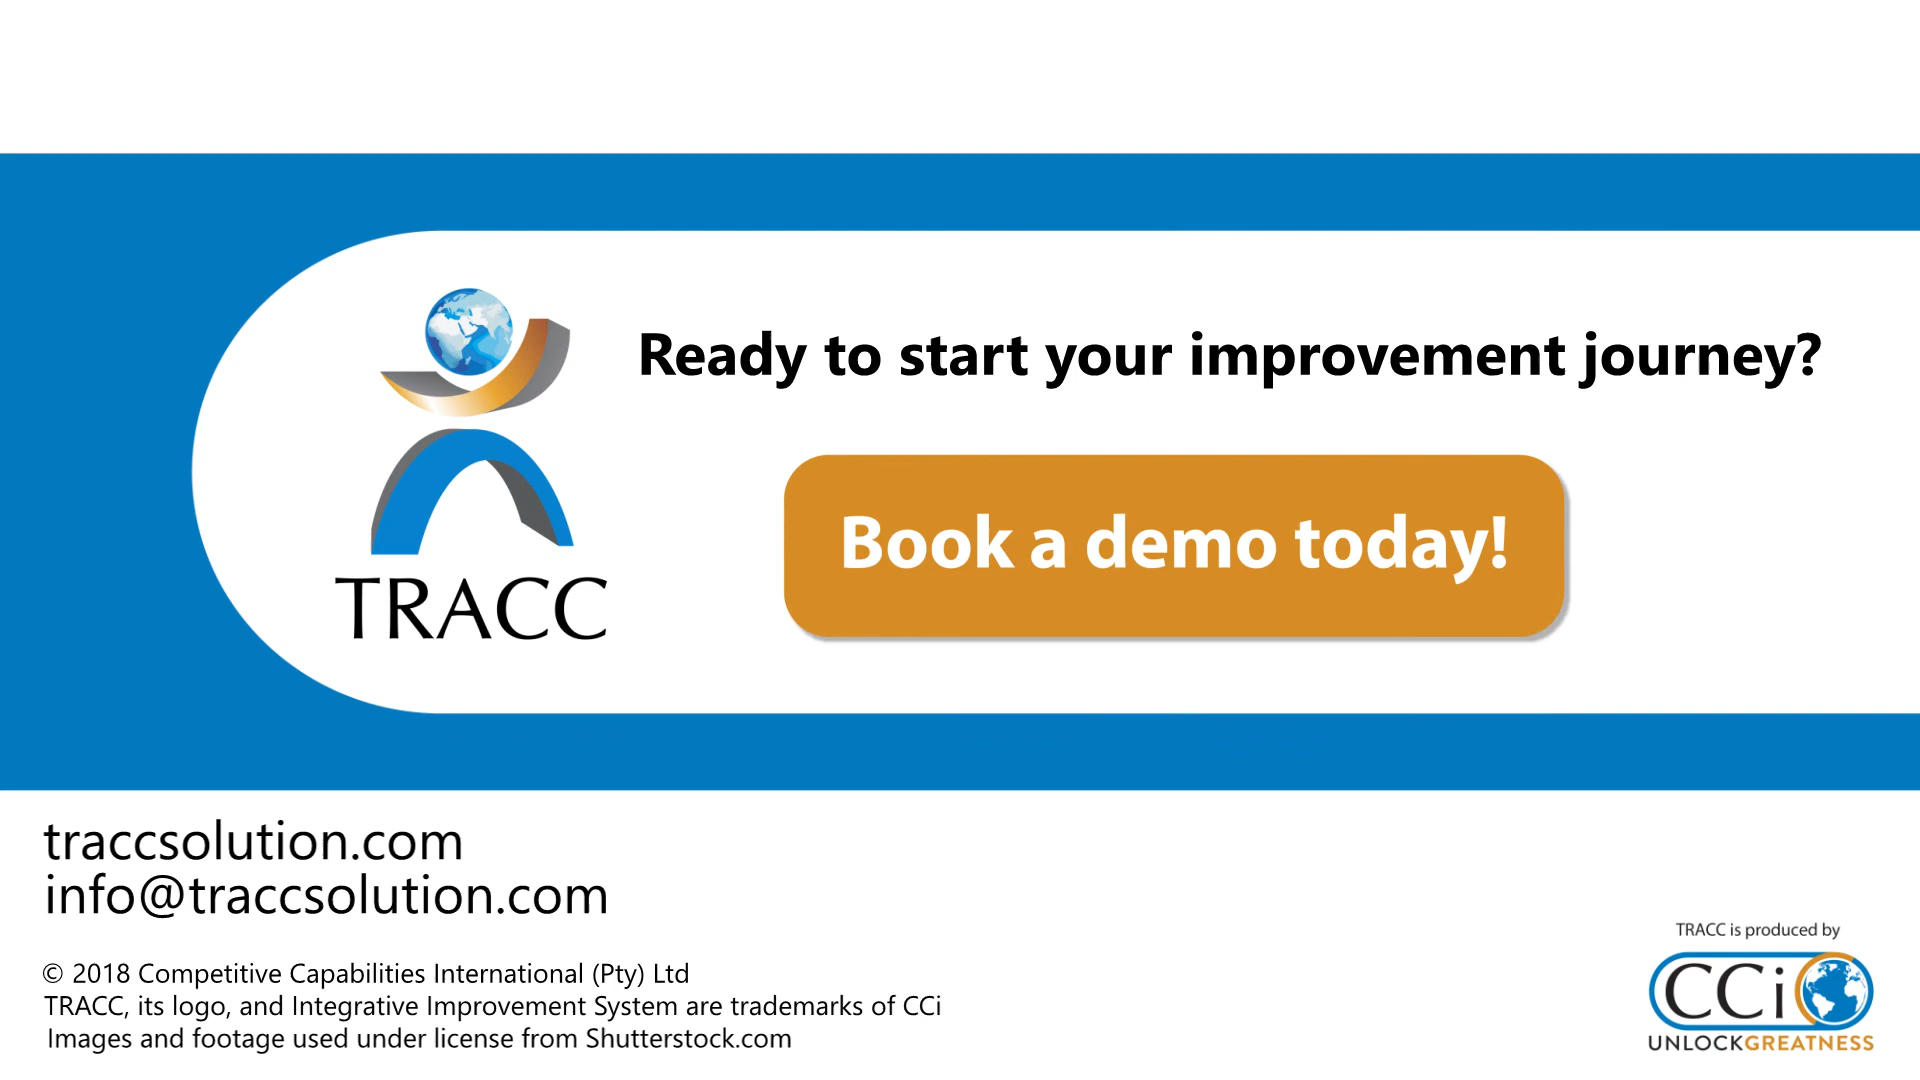 Ready to start your improvement journey?
Book a demo today!
TRACC
traccsolution.com
info@traccsolution.com
© 2018 Competitive Capabilities International (Pty) Ltd
TRACC, its logo, and Integrative Improvement System are trademarks of CCi
Images and footage used under license from Shutterstock.com
TRACC is produced by
CCi
UNLOCKGREATNESS